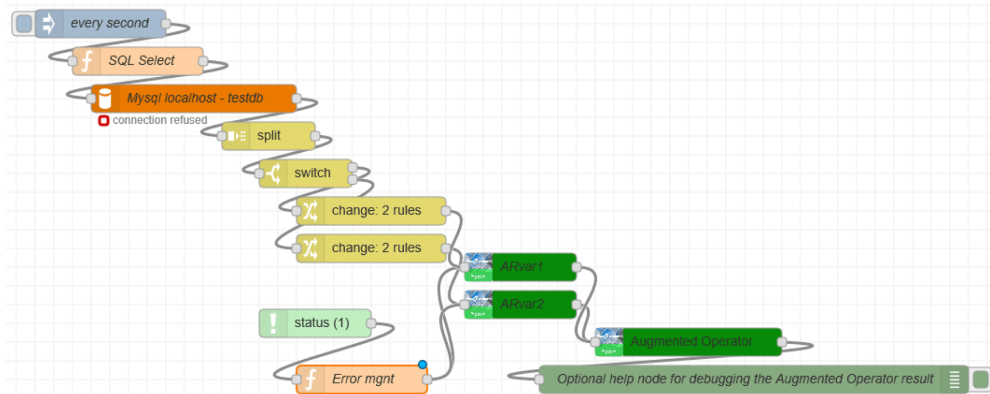 every second
SQL Select
Mysql localhost - testdb
connection refused
split
switch
change: 2 rules
change: 2 rules
ARvar1
ARvar2
status (1)
Augmented Operator
Error mgnt
Optional help node for debugging the Augmented Operator result